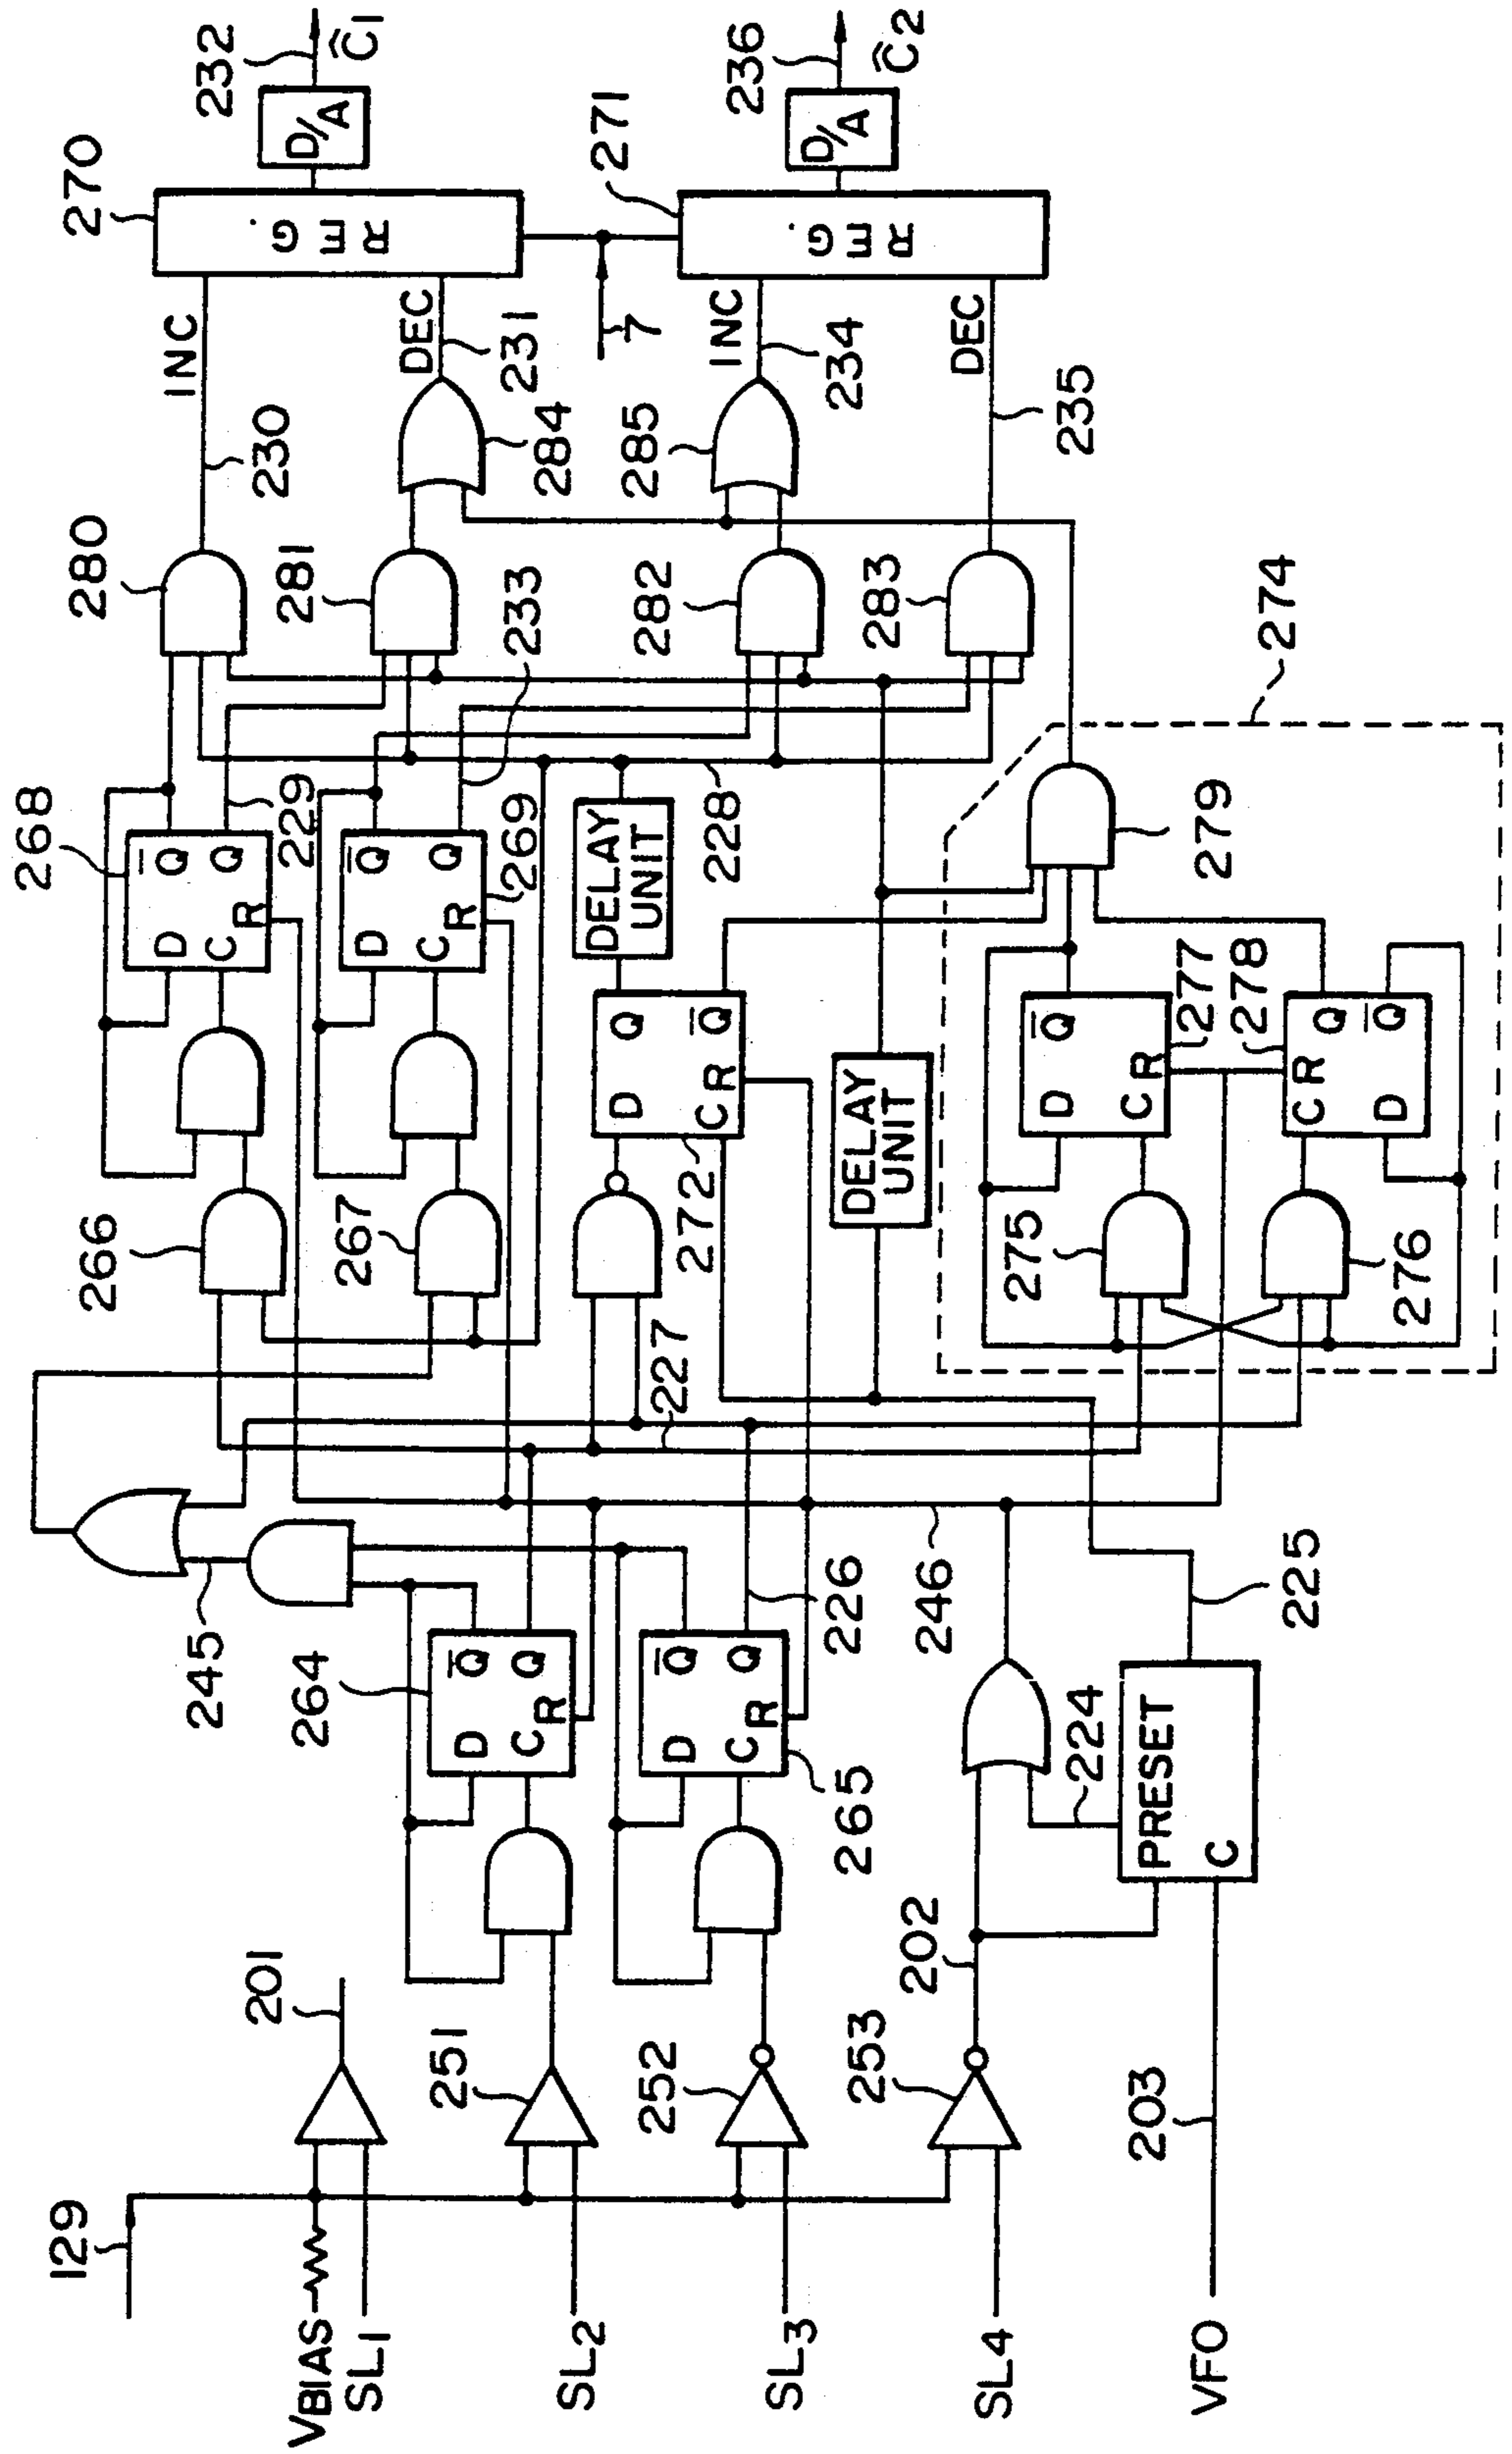 129
VBIAS
SL1
SL2
SL3
SL4
VFO
201
251
252
253
202
203
264
D
C
Q̅
Q
R
265
D
C
Q̅
Q
R
245
226
246
224
PRESET
C
225
266
267
227
272
D
C
Q
Q̅
R
DELAY
UNIT
DELAY
UNIT
268
D
C
Q̅
Q
R
229
269
D
C
Q̅
Q
R
233
228
275
276
277
D
C
Q̅
R
278
C
D
R
Q
Q̅
279
274
280
281
282
283
284
285
230
INC
231
DEC
234
INC
235
DEC
7
270
REG.
271
REG.
D/A
D/A
232
Ĉ1
236
Ĉ2